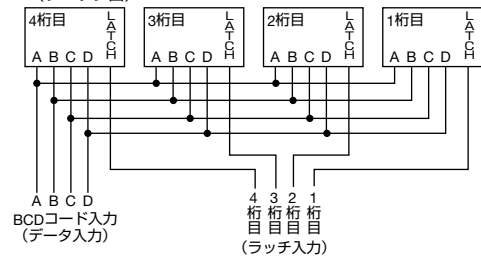 4桁目 LATCH
A B C D
3桁目 LATCH
A B C D
2桁目 LATCH
A B C D
1桁目 LATCH
A B C D
A B C D
BCDコード入力
(データ入力)
4桁目
3桁目
2桁目
1桁目
(ラッチ入力)